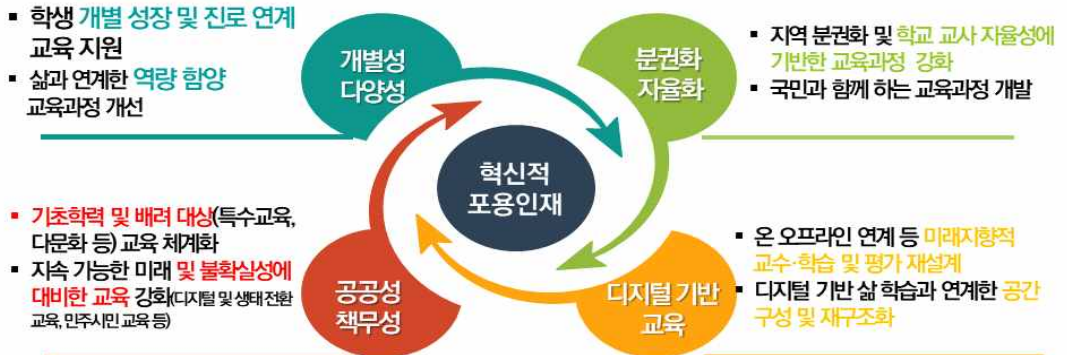 ▪ 학생 개별 성장 및 진로 연계
교육 지원
▪ 삶과 연계한 역량 함양
교육과정 개선
개별성
다양성
분권화
자율화
▪ 지역 분권화 및 학교 교사 자율성에
기반한 교육과정 강화
▪ 국민과 함께 하는 교육과정 개발
혁신적
포용인재
▪ 기초학력 및 배려 대상(특수교육,
다문화 등) 교육 체계화
▪ 지속 가능한 미래 및 불확실성에
대비한 교육 강화(디지털 및 생태 전환
교육, 민주시민 교육 등)
공공성
책무성
디지털 기반
교육
▪ 온 오프라인 연계 등 미래지향적
교수·학습 및 평가 재설계
▪ 디지털 기반 삶 학습과 연계한 공간
구성 및 재구조화